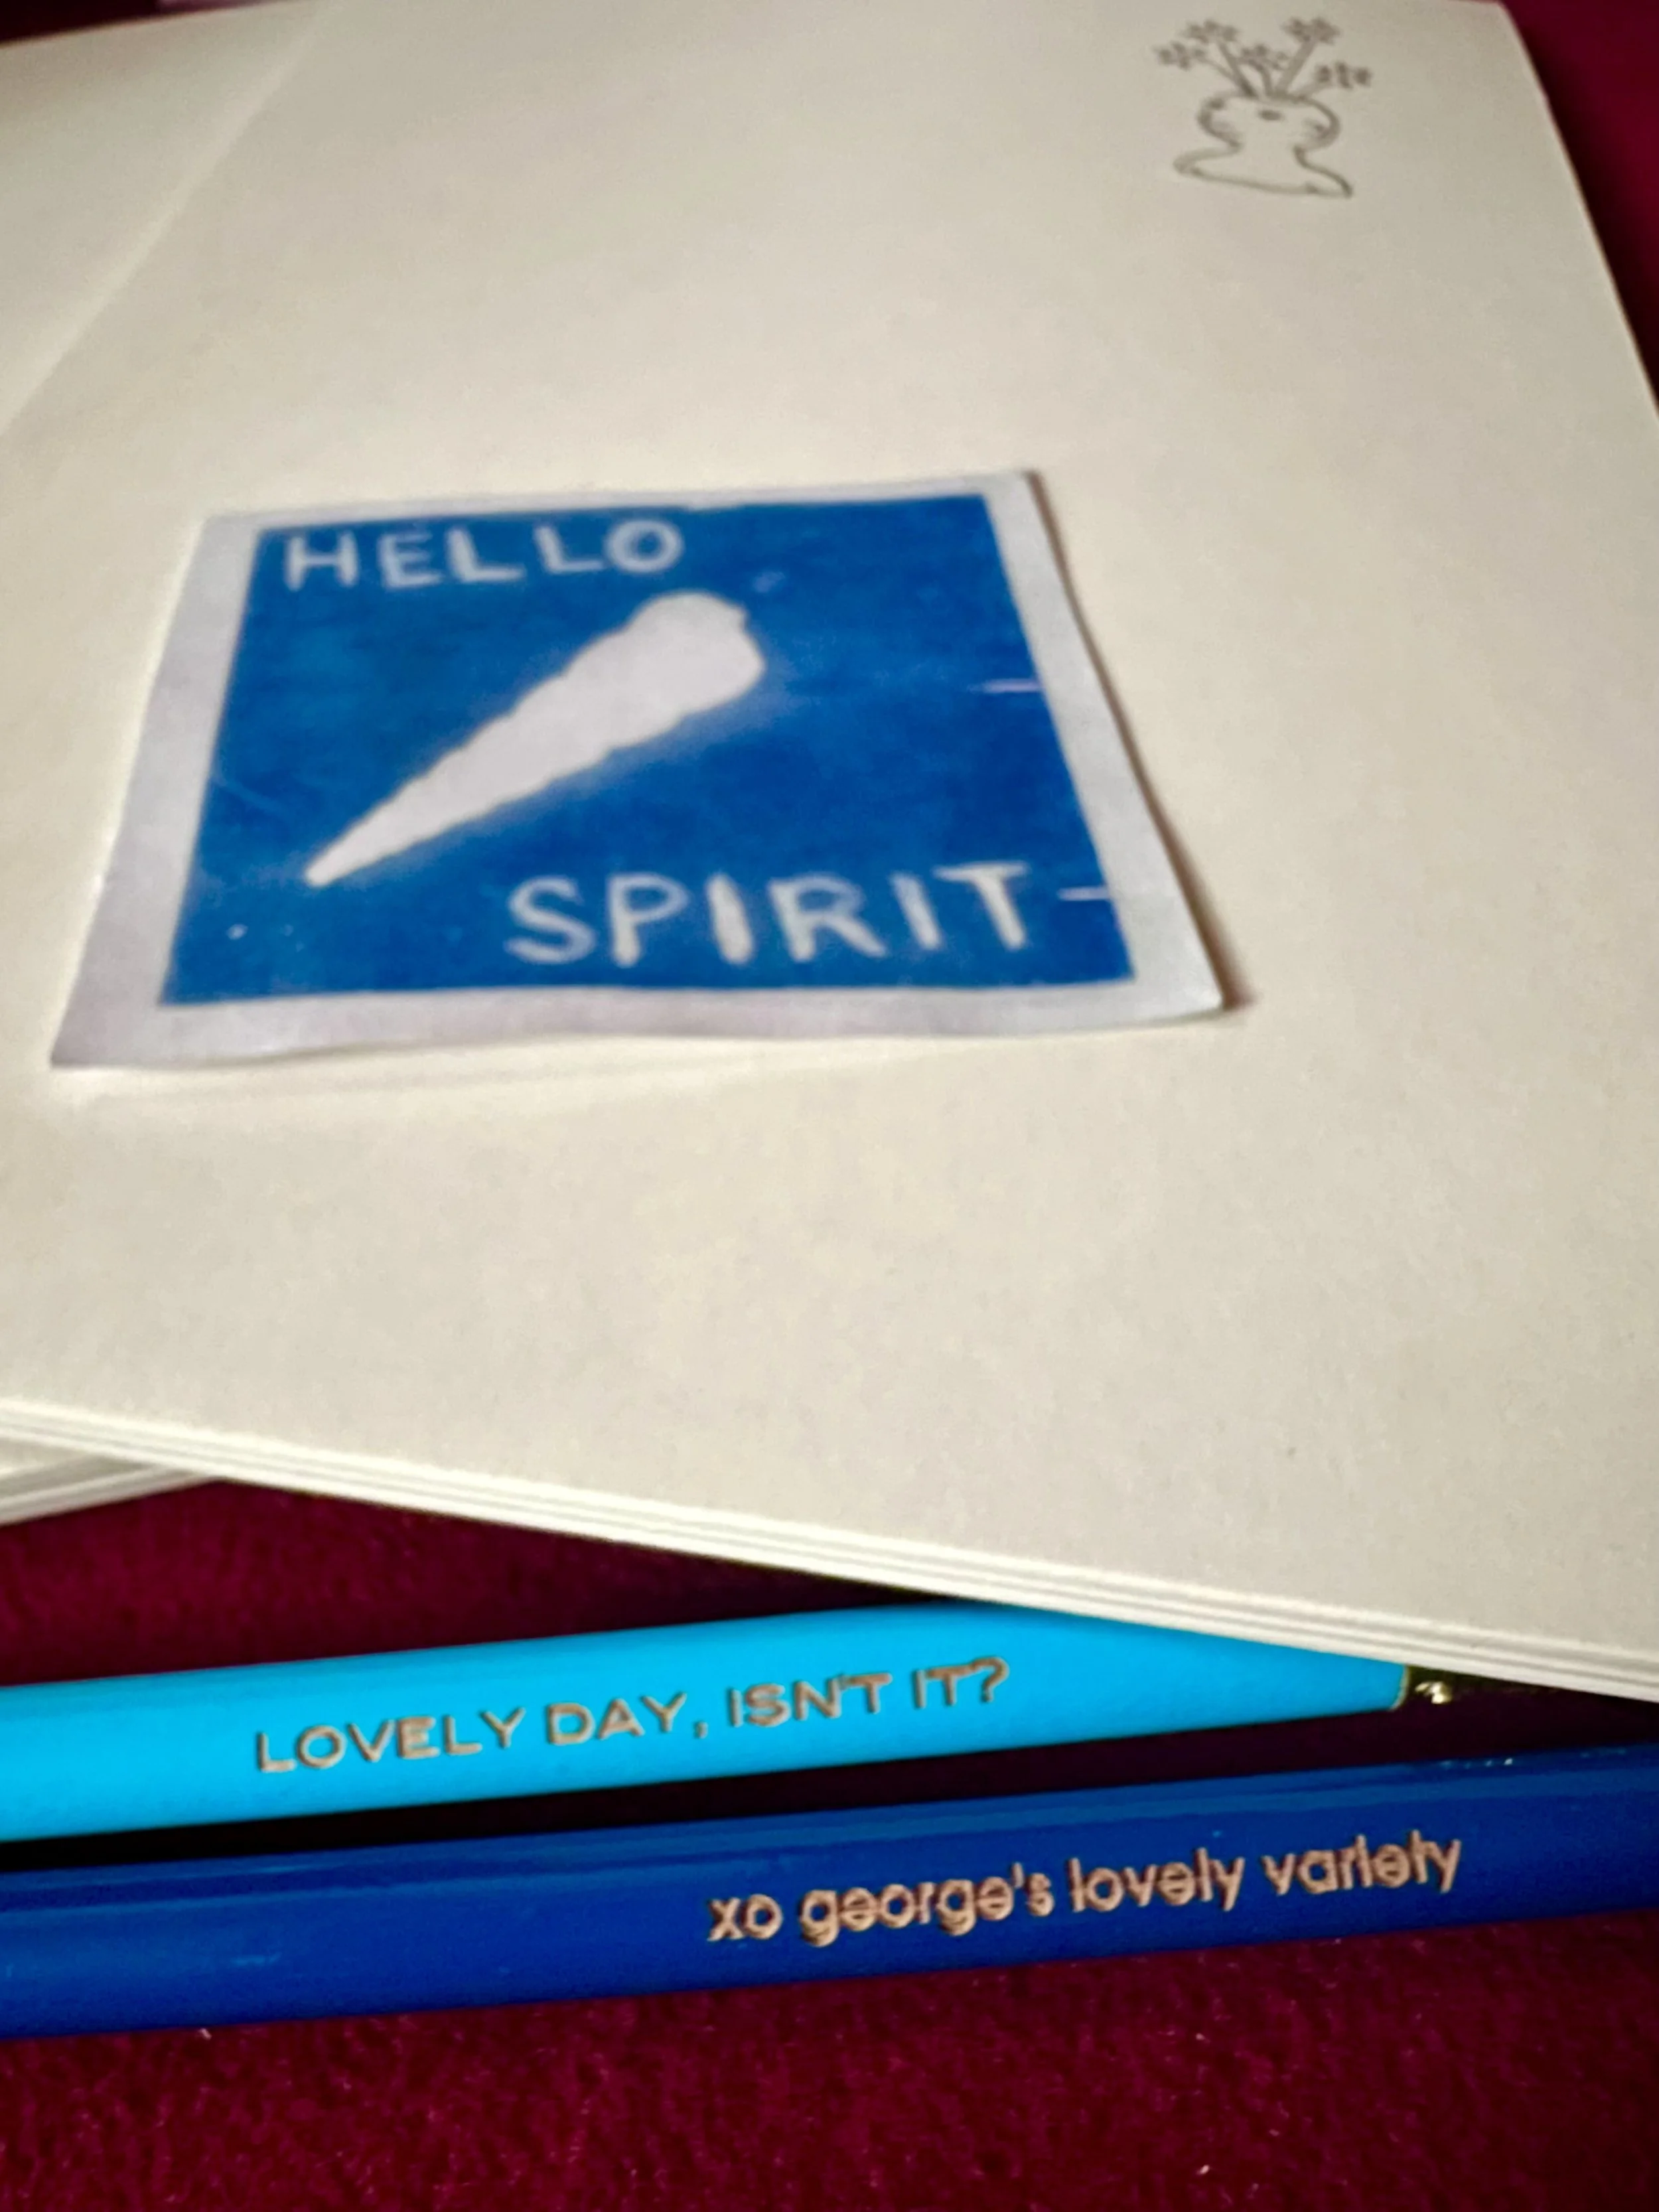 HELLO
SPIRIT
LOVELY DAY, ISN'T IT?
xo george's lovely variety